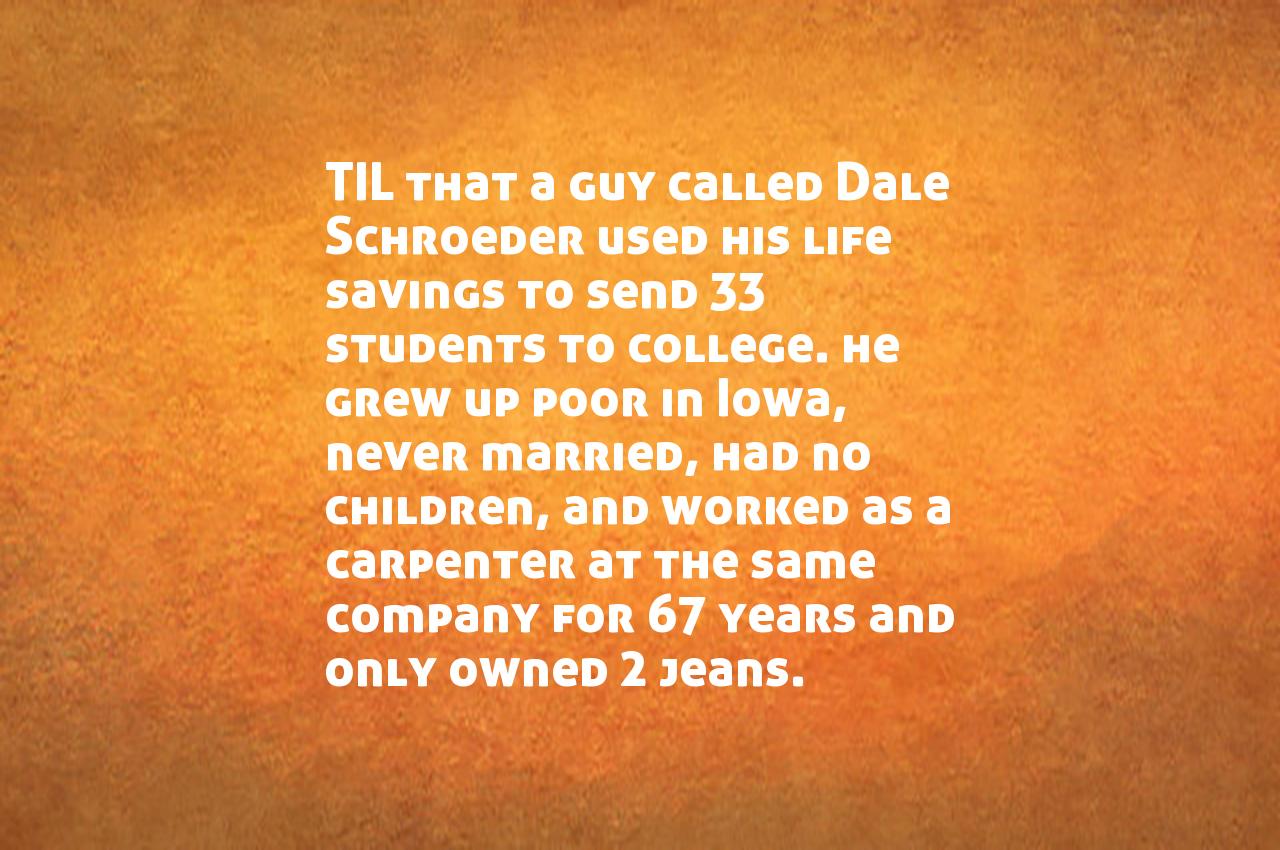 TIL that a guy called Dale
Schroeder used his life
savings to send 33
students to college. He
grew up poor in Iowa,
never married, had no
children, and worked as a
carpenter at the same
company for 67 years and
only owned 2 jeans.